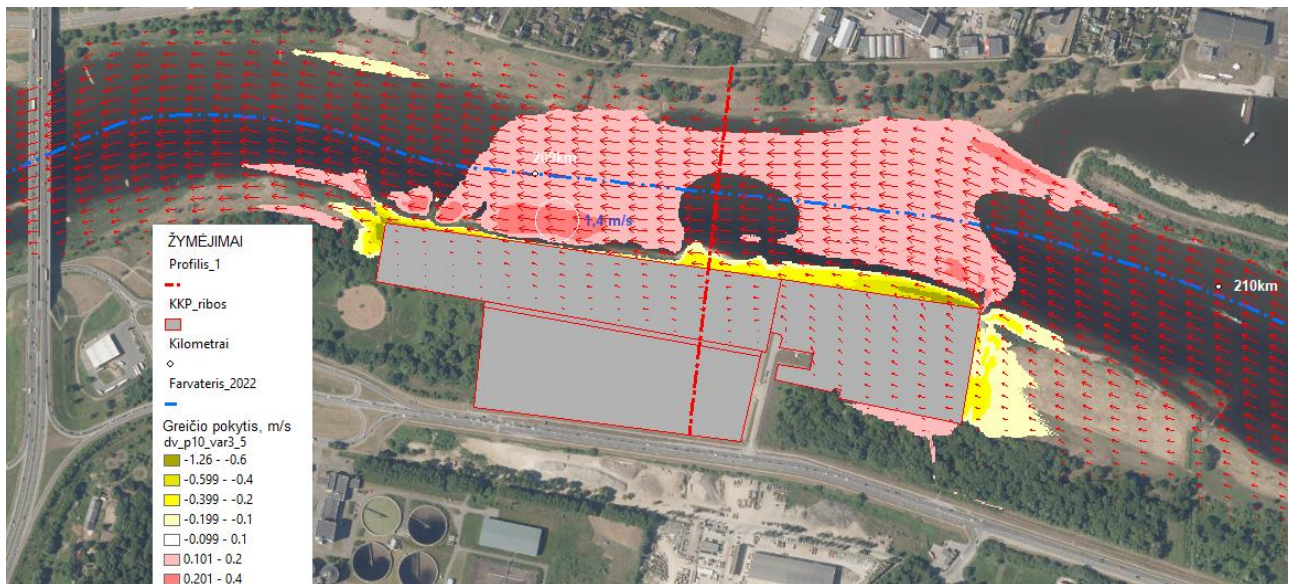 209km
1,4 m/s
210km
ŽYMĖJIMAI
Profilis_1
KKP_ribos
Kilometrai
Farvateris_2022
Greičio pokytis, m/s
dv_p10_var3_5
-1.26 - -0.6
-0.599 - -0.4
-0.399 - -0.2
-0.199 - -0.1
-0.099 - 0.1
0.101 - 0.2
0.201 - 0.4